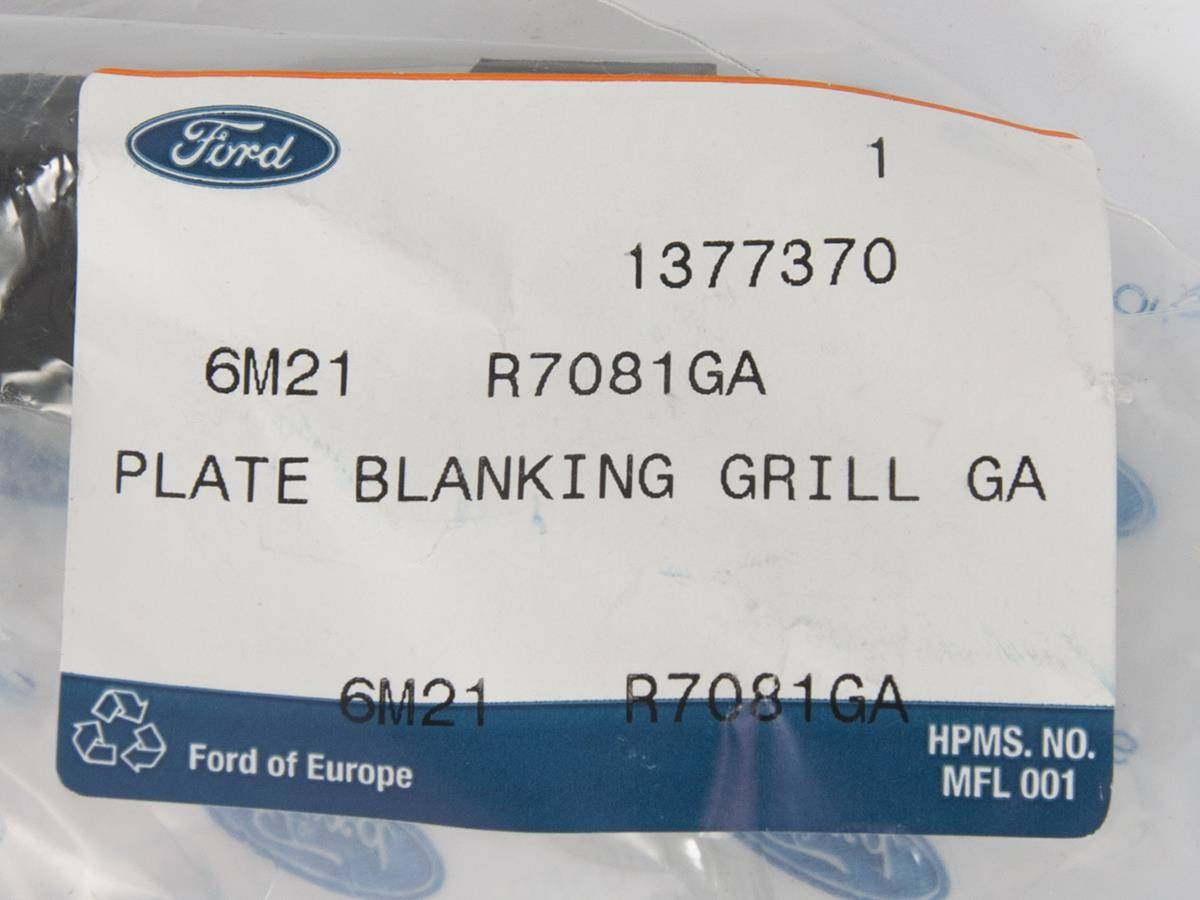 Ford
1
1377370
6M21 R7081GA
PLATE BLANKING GRILL GA
6M21 R7081GA
Ford of Europe
HPMS. NO.
MFL 001